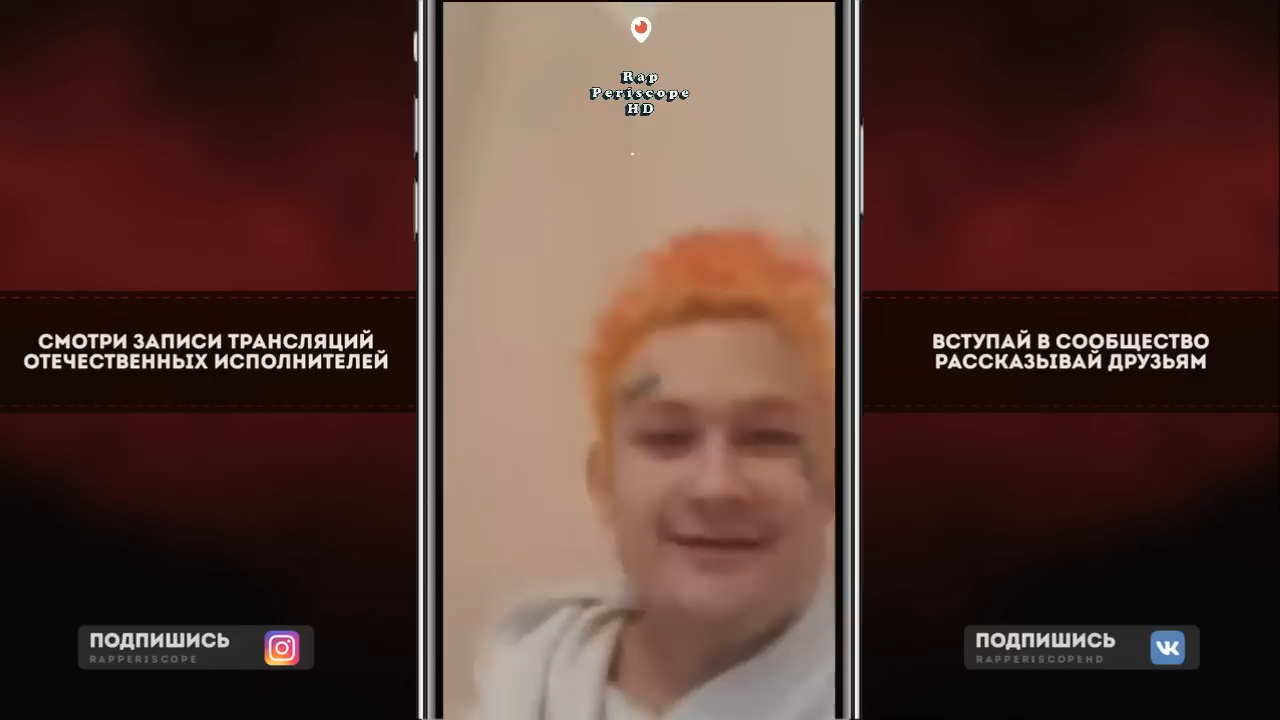 Rap
Periscope
HD
СМОТРИ ЗАПИСИ ТРАНСЛЯЦИЙ
ОТЕЧЕСТВЕННЫХ ИСПОЛНИТЕЛЕЙ
ВСТУПАЙ В СООБЩЕСТВО
РАССКАЗЫВАЙ ДРУЗЬЯМ
ПОДПИШИСЬ
RAPPERISCOPE
ПОДПИШИСЬ
RAPPERISCOPEHD